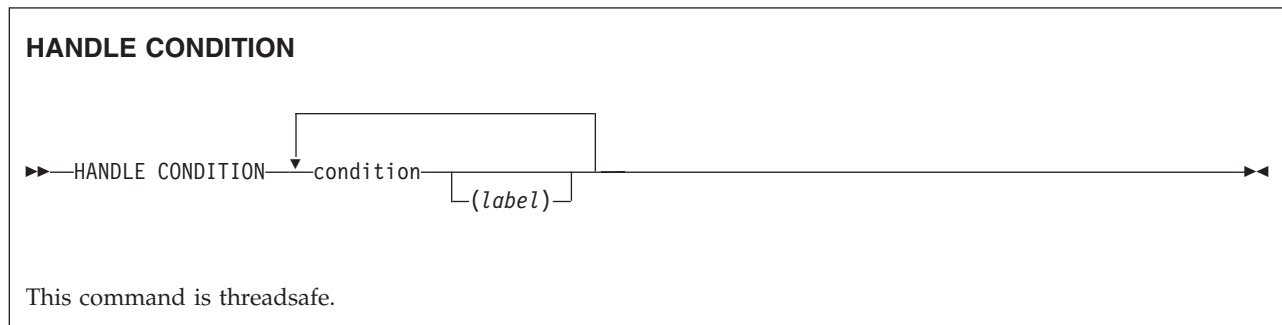 HANDLE CONDITION
HANDLE CONDITION condition
(label)
This command is threadsafe.